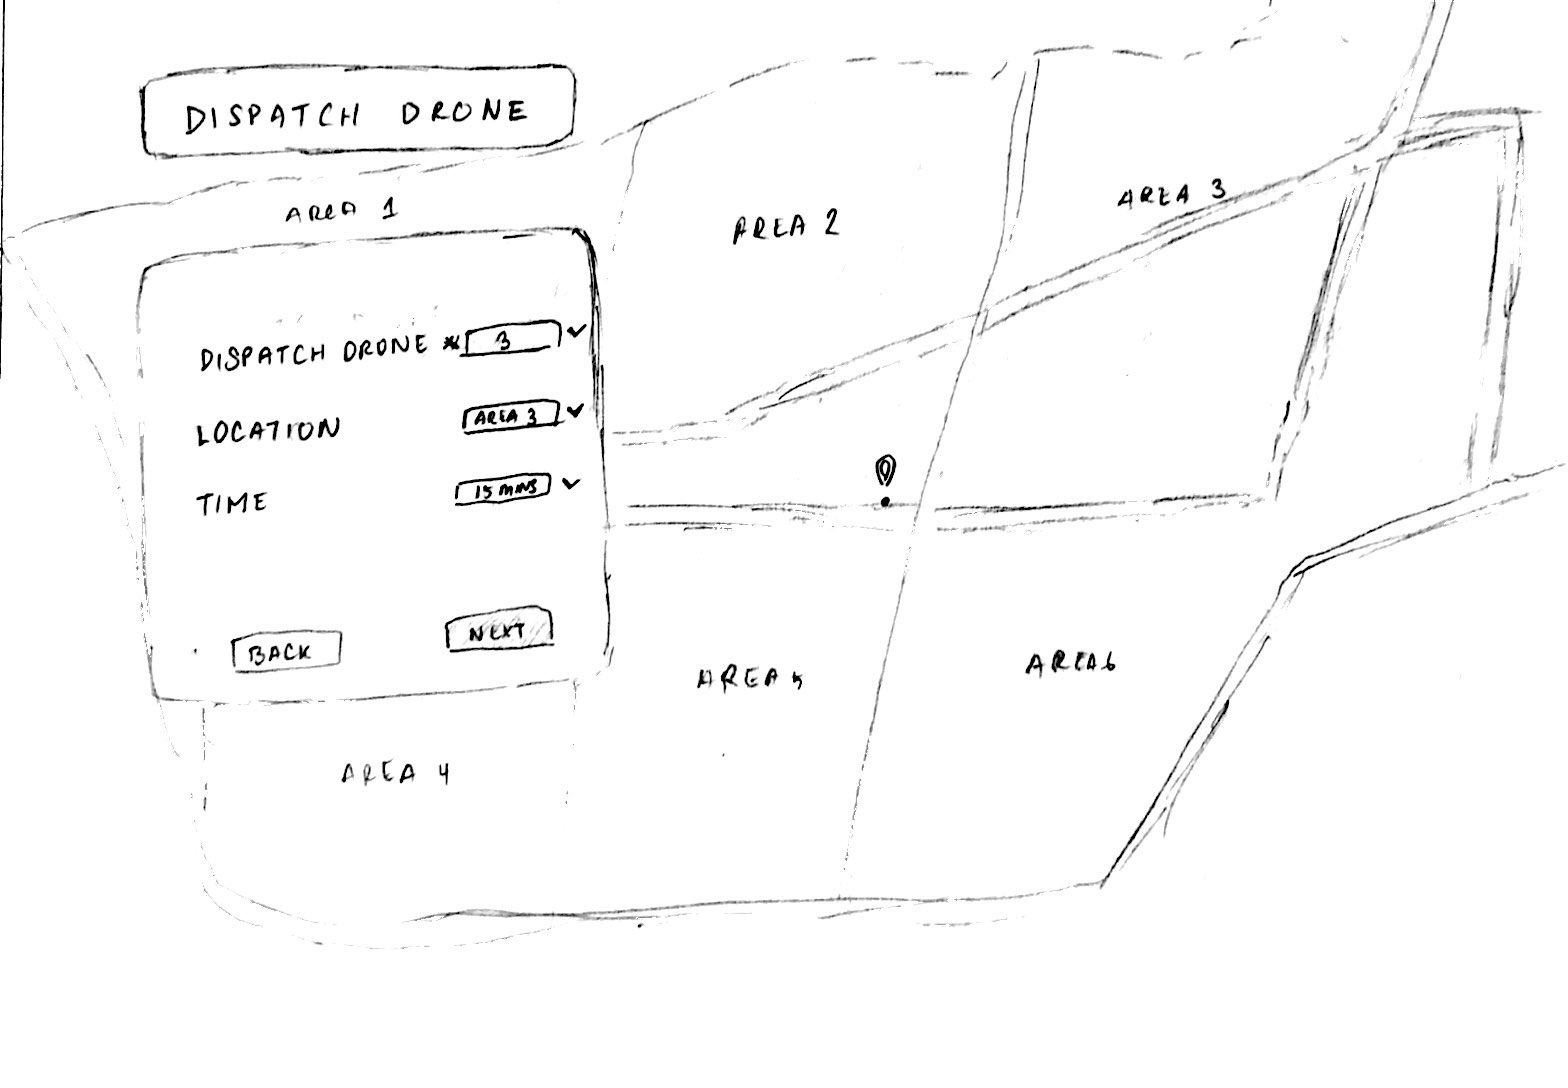 DISPATCH DRONE
AREA 1
AREA 2
AREA 3
DISPATCH DRONE * 3
LOCATION AREA 3
TIME 15 MINS
BACK
NEXT
AREA 4
AREA 5
AREA 6